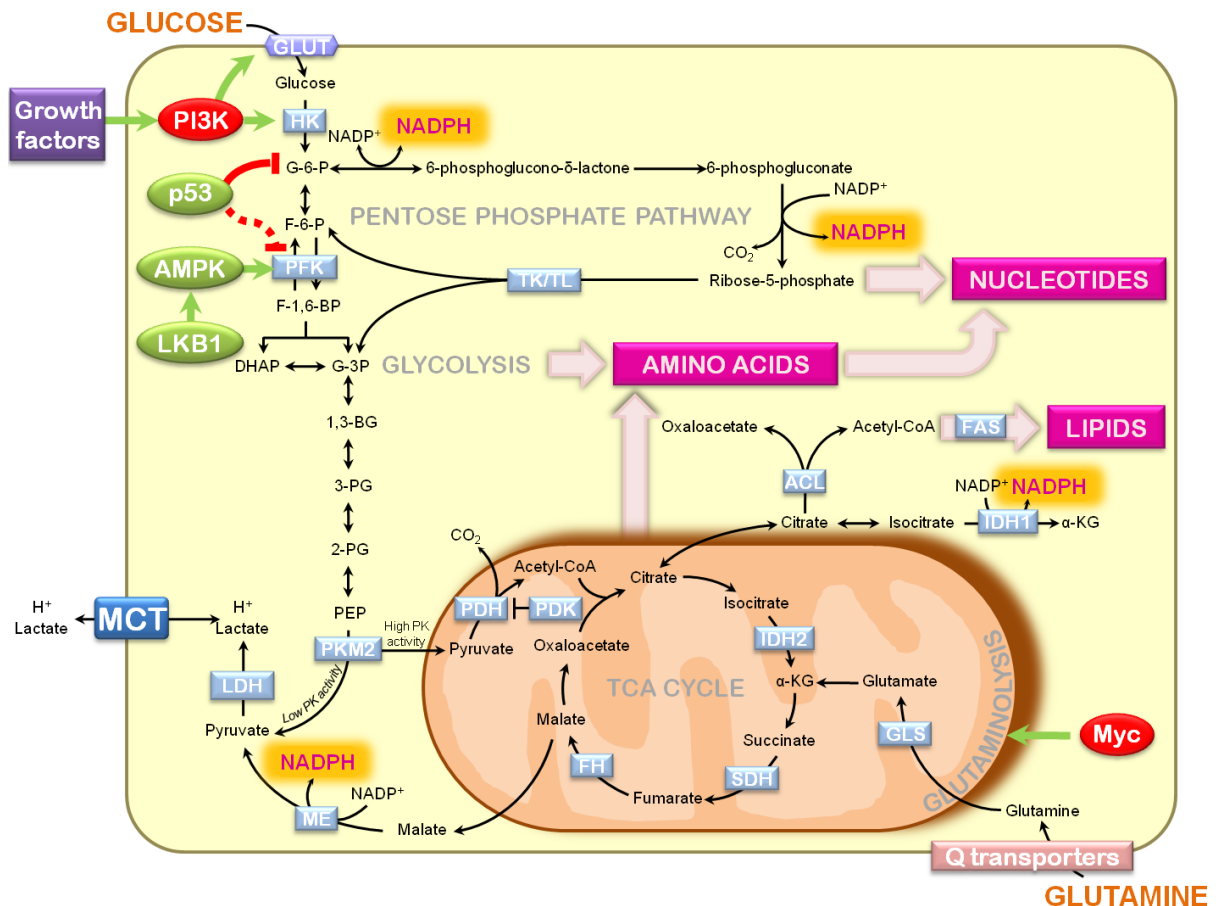 GLUCOSE
GLUT
Glucose
Growth
factors
PI3K
HK
NADP+
NADPH
G-6-P
6-phosphoglucono-δ-lactone
6-phosphogluconate
p53
NADP+
F-6-P
PENTOSE PHOSPHATE PATHWAY
NADPH
CO2
AMPK
PFK
TK/TL
Ribose-5-phosphate
NUCLEOTIDES
F-1,6-BP
LKB1
DHAP
G-3P
GLYCOLYSIS
AMINO ACIDS
1,3-BG
Oxaloacetate
Acetyl-CoA
FAS
LIPIDS
3-PG
ACL
NADP+
NADPH
Citrate
Isocitrate
IDH1
α-KG
2-PG
CO2
Acetyl-CoA
Citrate
PEP
PDH
PDK
Isocitrate
H+
Lactate
MCT
H+
Lactate
PKM2
High PK
activity
Pyruvate
Oxaloacetate
IDH2
LDH
Low PK activity
TCA CYCLE
α-KG
Glutamate
GLUTAMINOLYSIS
Pyruvate
Malate
Succinate
GLS
Myc
NADPH
FH
SDH
NADP+
Fumarate
ME
Malate
Glutamine
Q transporters
GLUTAMINE